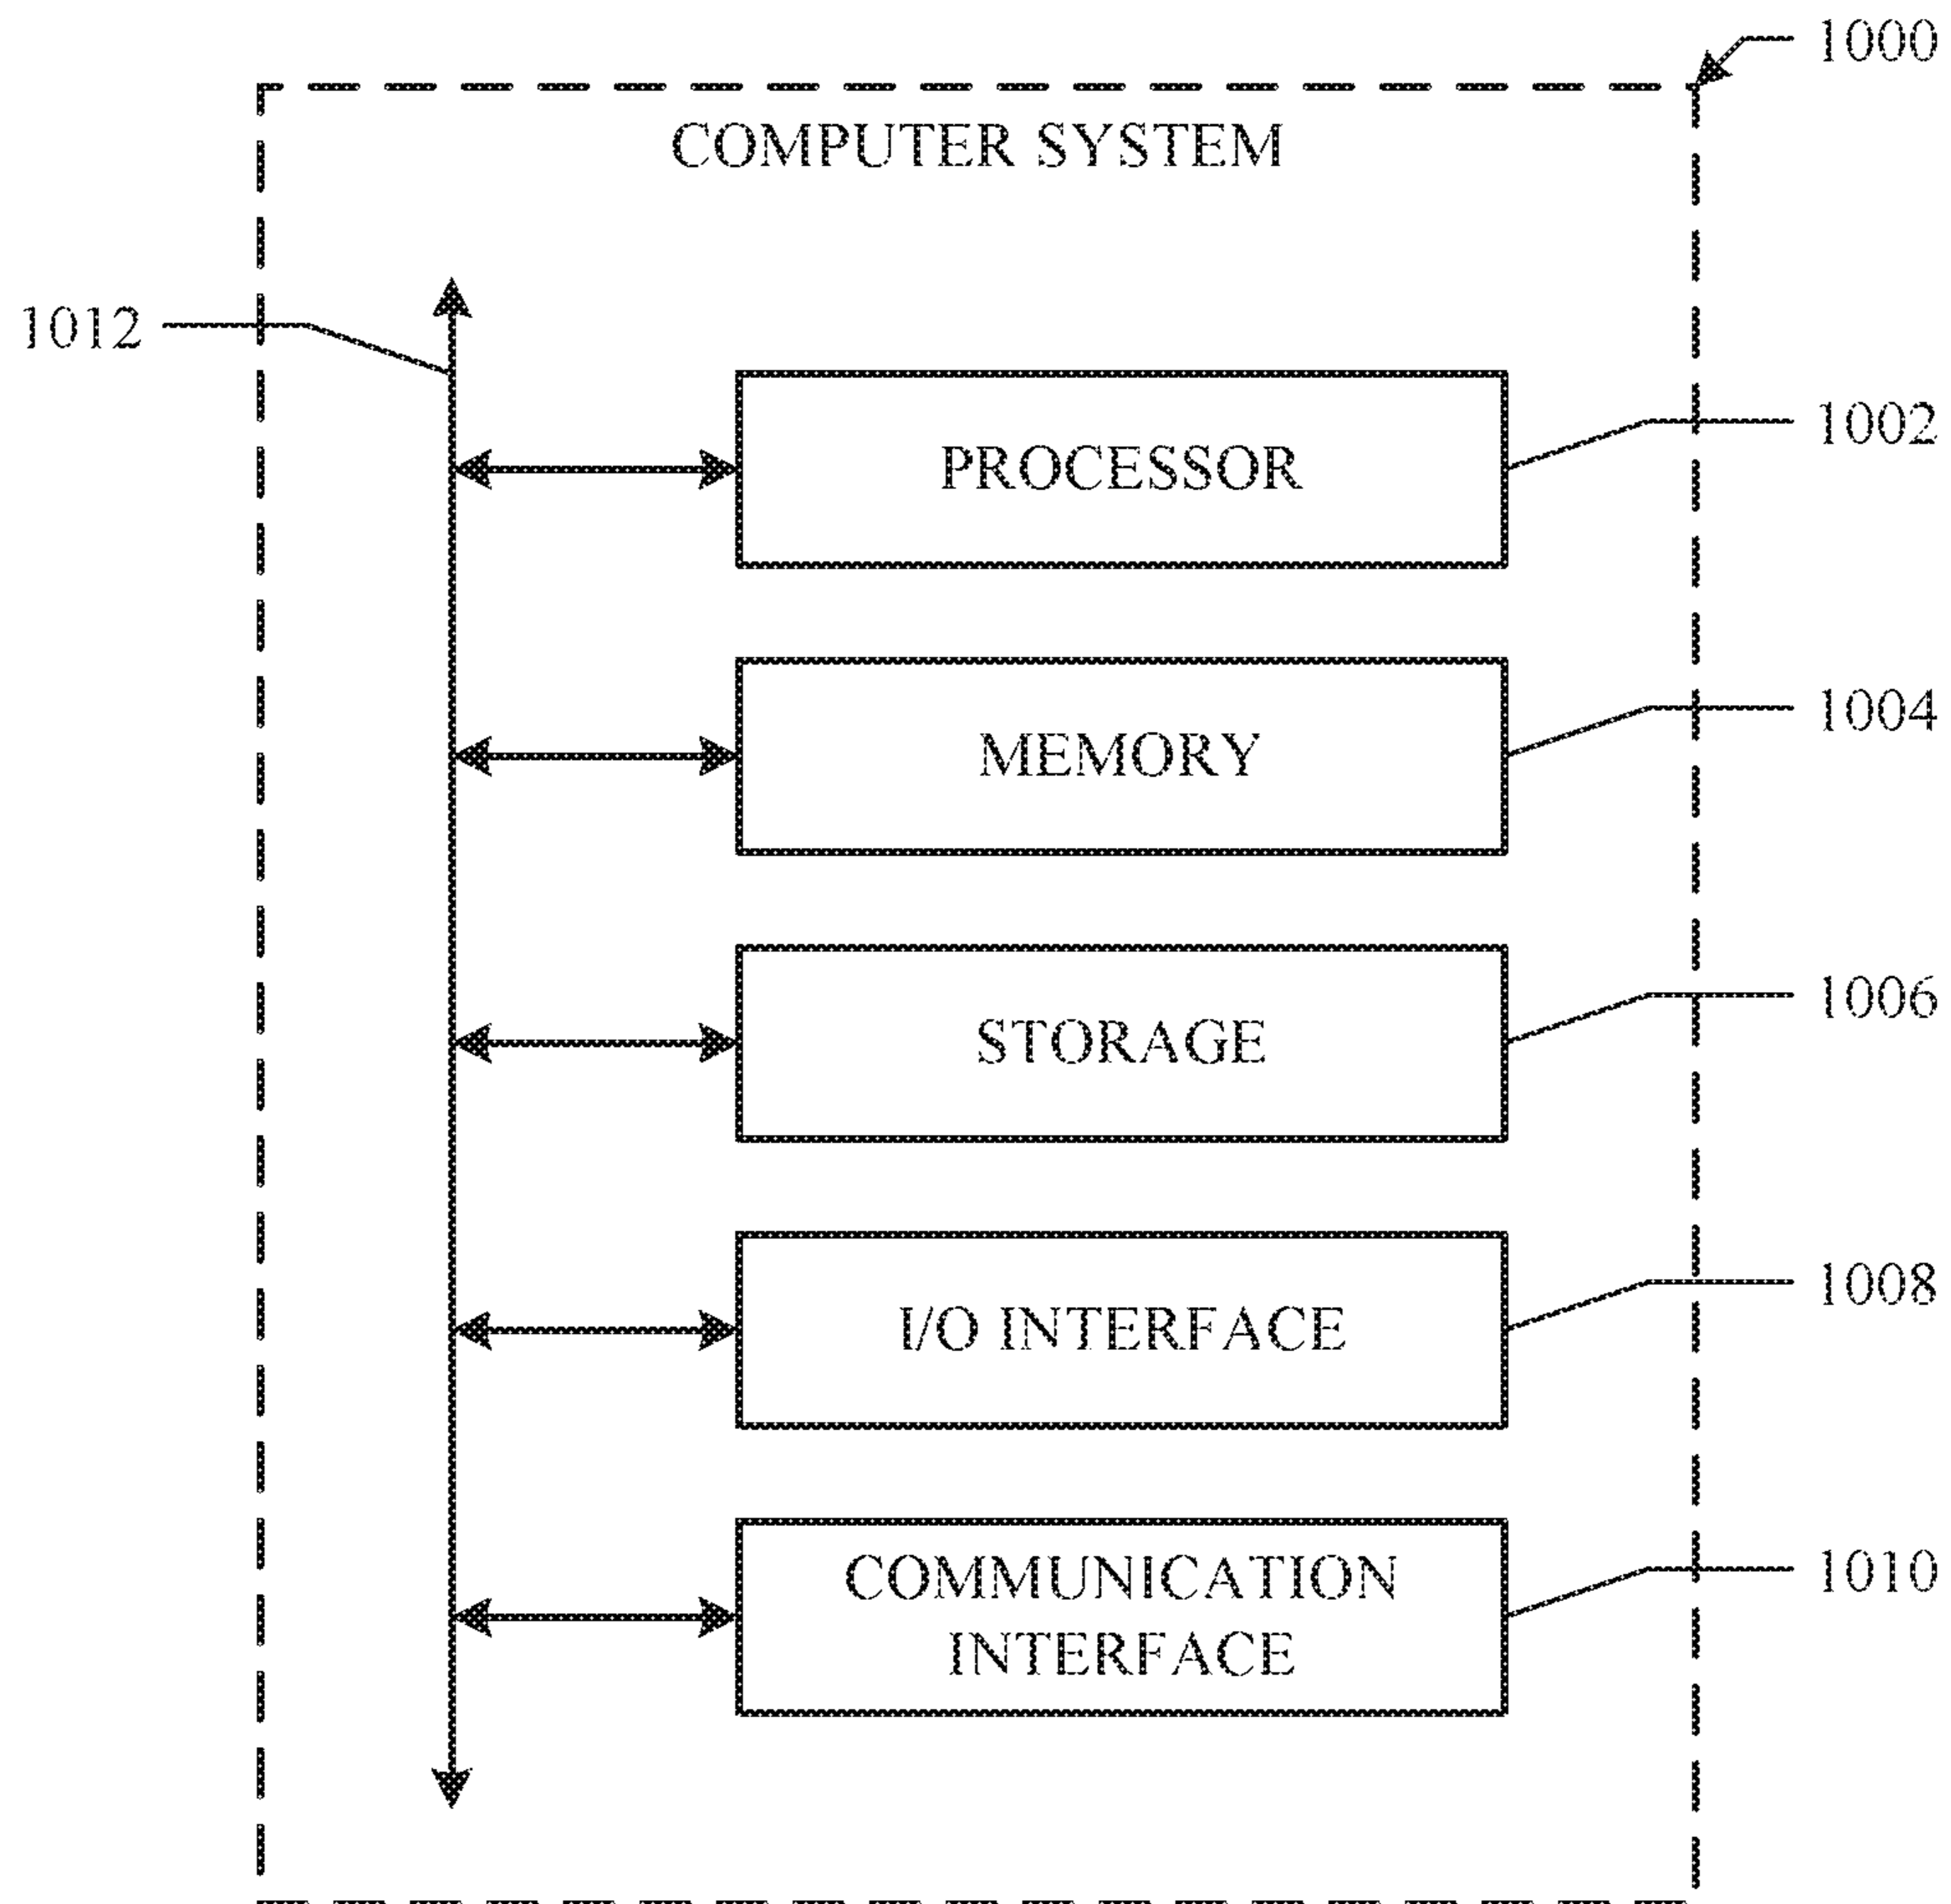 1000
COMPUTER SYSTEM
1012
PROCESSOR
1002
MEMORY
1004
STORAGE
1006
I/O INTERFACE
1008
COMMUNICATION
INTERFACE
1010